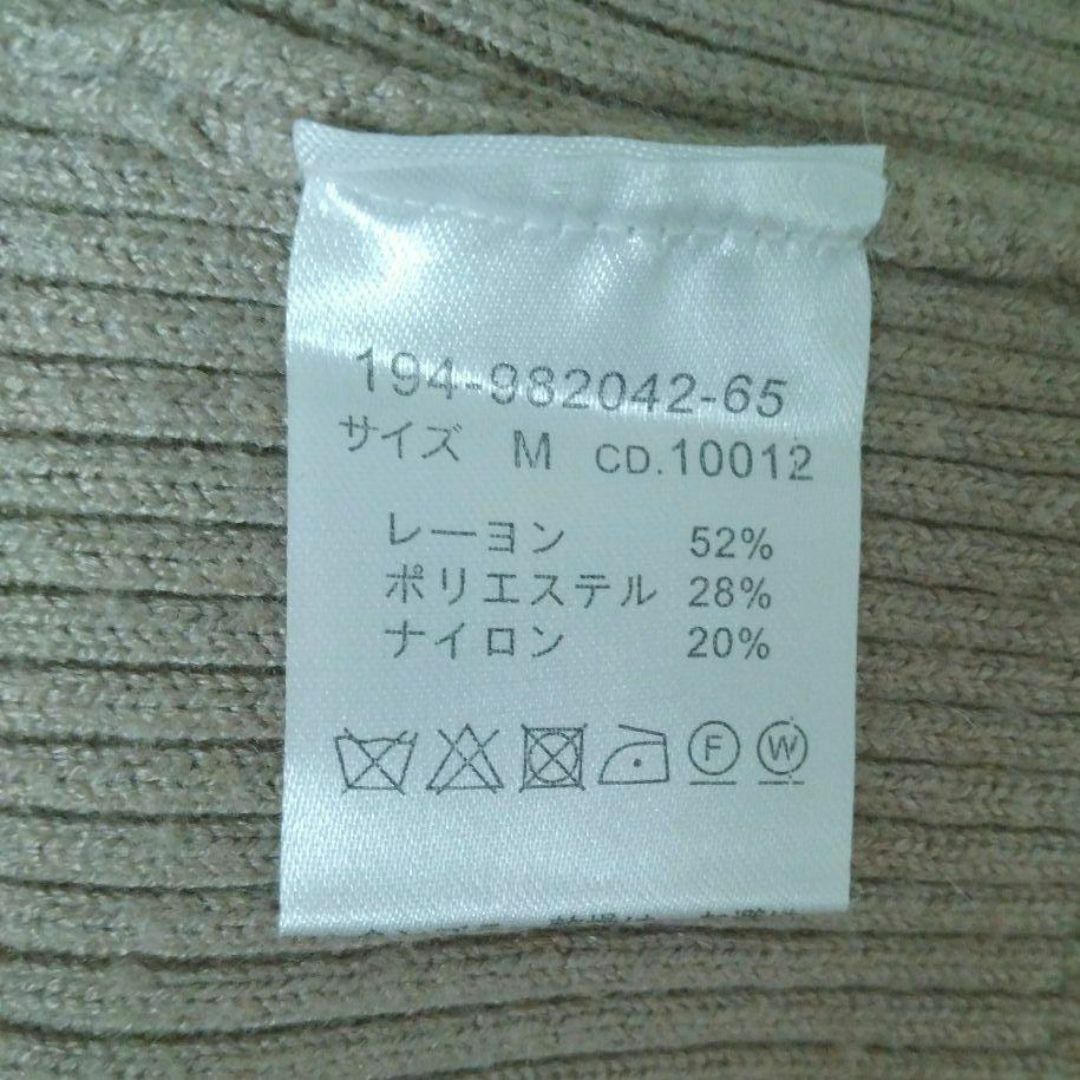 194-982042-65
サイズ M CD.10012
レーヨン 52%
ポリエステル 28%
ナイロン 20%
F W